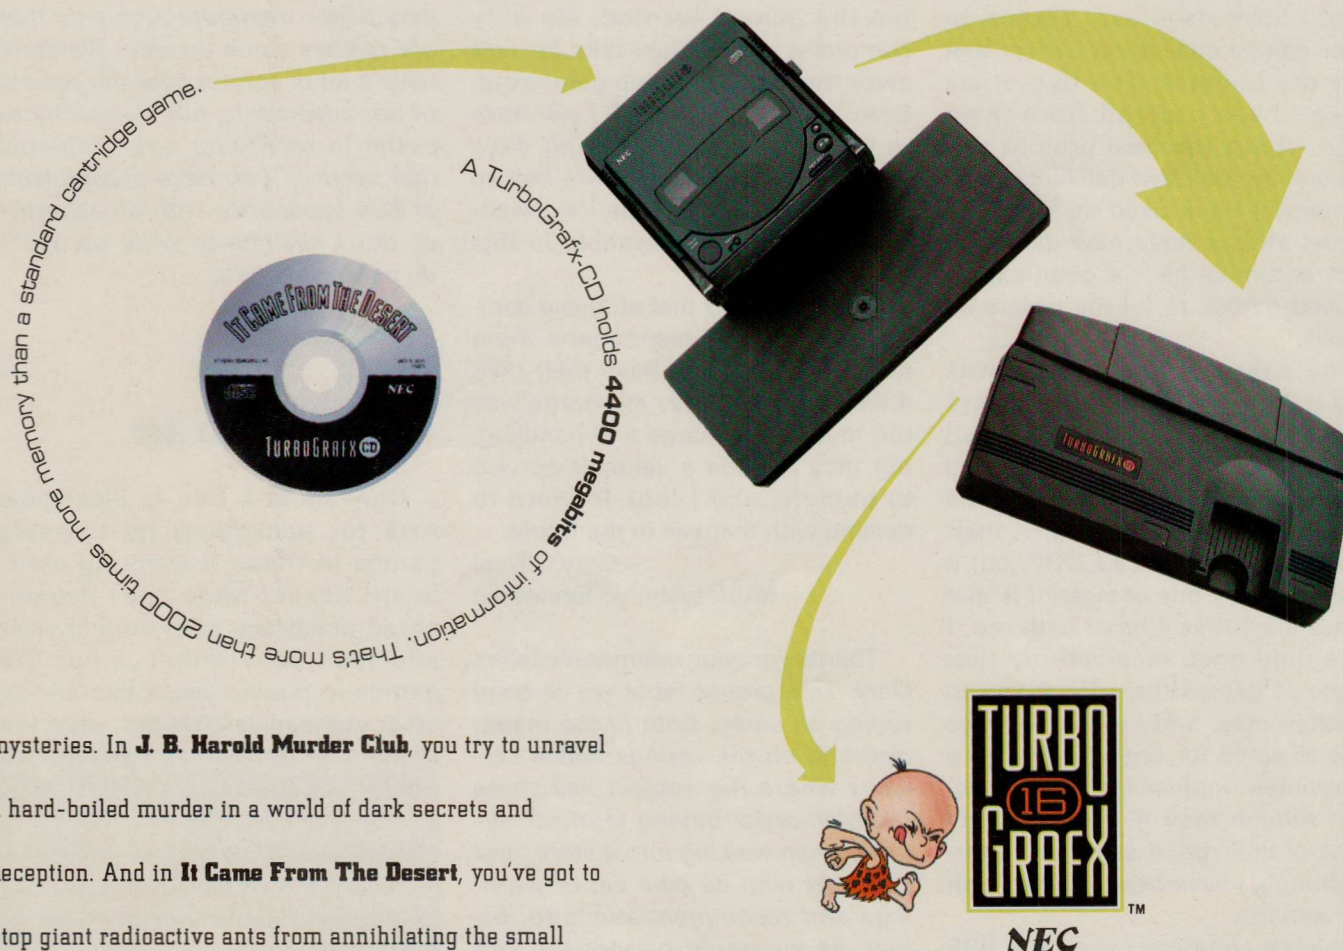 A TurboGrafx-CD holds 4400 megabits of information. That's more than 2000 times more memory than a standard cartridge game.
IT CAME FROM THE DESERT
NEC
TURBOGRAFX CD
NEC
TURBOGRAFX 16
mysteries. In J. B. Harold Murder Club, you try to unravel
hard-boiled murder in a world of dark secrets and
eception. And in It Came From The Desert, you've got to
top giant radioactive ants from annihilating the small
TURBO
16
GRAFX
TM
NEC